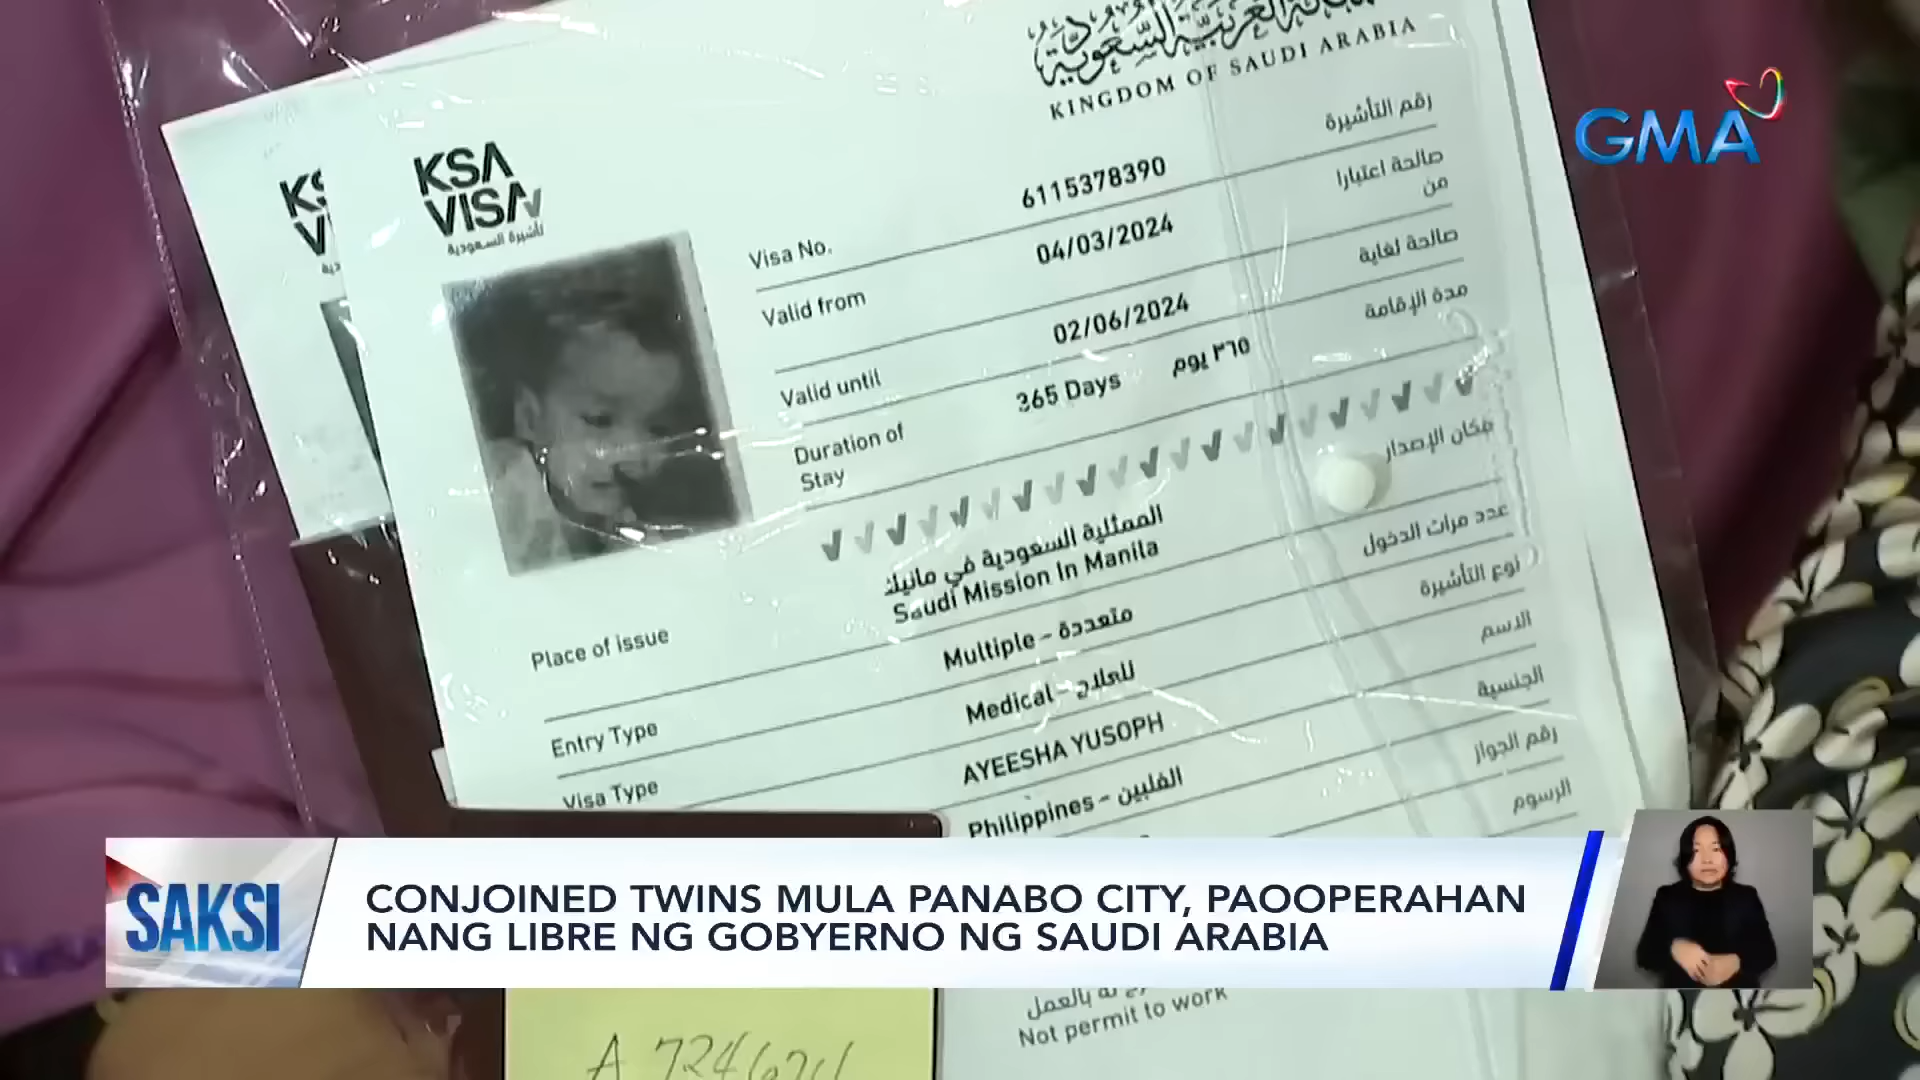 المملكة العربية السعودية
KINGDOM OF SAUDI ARABIA
GMA
KSA
VISA
تأشيرة السعودية
Visa No. 6115378390 رقم التأشيرة
Valid from 04/03/2024 صالحة اعتبارا
من
Valid until 02/06/2024 صالحة لغاية
Duration of
Stay
365 Days ٣٦٥ يوم مدة الإقامة
Place of issue
الممثلية السعودية في مانيلا
Saudi Mission In Manila
مكان الإصدار
Entry Type Multiple - متعددة عدد مرات الدخول
Visa Type Medical - للعلاج نوع التأشيرة
AYEESHA YUSOPH الاسم
Philippines - الفلبين الجنسية
رقم الجواز
الرسوم
SAKSI
CONJOINED TWINS MULA PANABO CITY, PAOOPERAHAN
NANG LIBRE NG GOBYERNO NG SAUDI ARABIA
بالعمل
Not permit to work